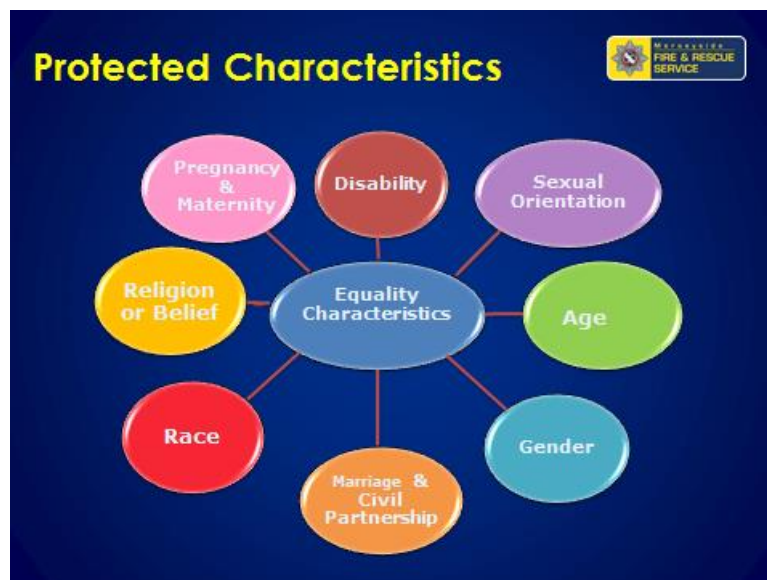 Protected Characteristics
Merseyside
FIRE & RESCUE
SERVICE
Pregnancy
&
Maternity
Disability
Sexual
Orientation
Religion
or Belief
Equality
Characteristics
Age
Race
Gender
Marriage &
Civil
Partnership